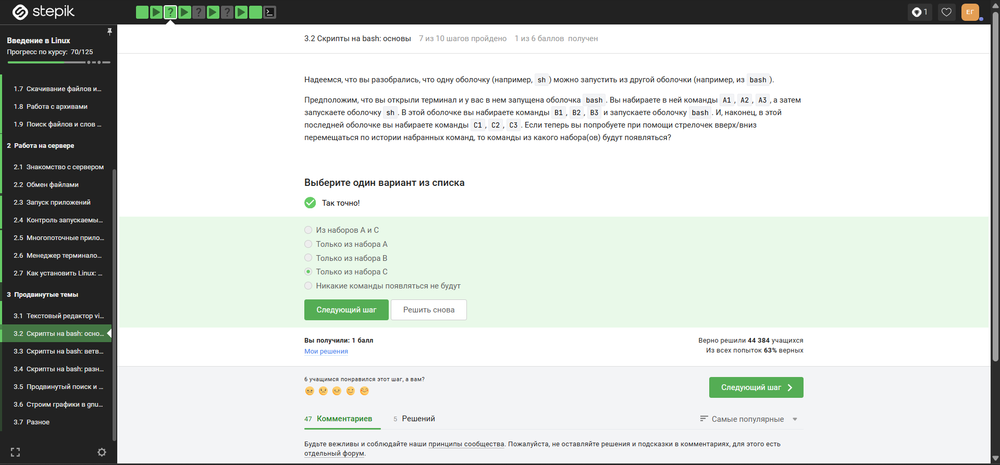 stepik
1
ЕГ
Введение в Linux
Прогресс по курсу: 70/125
1.7 Скачивание файлов и...
1.8 Работа с архивами
1.9 Поиск файлов и слов ...
2 Работа на сервере
2.1 Знакомство с сервером
2.2 Обмен файлами
2.3 Запуск приложений
2.4 Контроль запускаемы...
2.5 Многопоточные прило...
2.6 Менеджер терминало...
2.7 Как установить Linux: ...
3 Продвинутые темы
3.1 Текстовый редактор vi...
3.2 Скрипты на bash: осно...
3.3 Скрипты на bash: ветв...
3.4 Скрипты на bash: разн...
3.5 Продвинутый поиск и ...
3.6 Строим графики в gnu...
3.7 Разное
3.2 Скрипты на bash: основы 7 из 10 шагов пройдено 1 из 6 баллов получен
Надеемся, что вы разобрались, что одну оболочку (например, sh ) можно запустить из другой оболочки (например, из bash ).
Предположим, что вы открыли терминал и у вас в нем запущена оболочка bash . Вы набираете в ней команды A1 , A2 , A3 , а затем
запускаете оболочку sh . В этой оболочке вы набираете команды B1 , B2 , B3 и запускаете оболочку bash . И, наконец, в этой
последней оболочке вы набираете команды C1 , C2 , C3 . Если теперь вы попробуете при помощи стрелочек вверх/вниз
перемещаться по истории набранных команд, то команды из какого набора(ов) будут появляться?
Выберите один вариант из списка
Так точно!
Из наборов A и C
Только из набора A
Только из набора B
Только из набора C
Никакие команды появляться не будут
Следующий шаг Решить снова
Вы получили: 1 балл
Мои решения
Верно решили 44 384 учащихся
Из всех попыток 63% верных
6 учащимся понравился этот шаг, а вам?
Следующий шаг
47 Комментариев 5 Решений Самые популярные
Будьте вежливы и соблюдайте наши принципы сообщества. Пожалуйста, не оставляйте решения и подсказки в комментариях, для этого есть
отдельный форум.